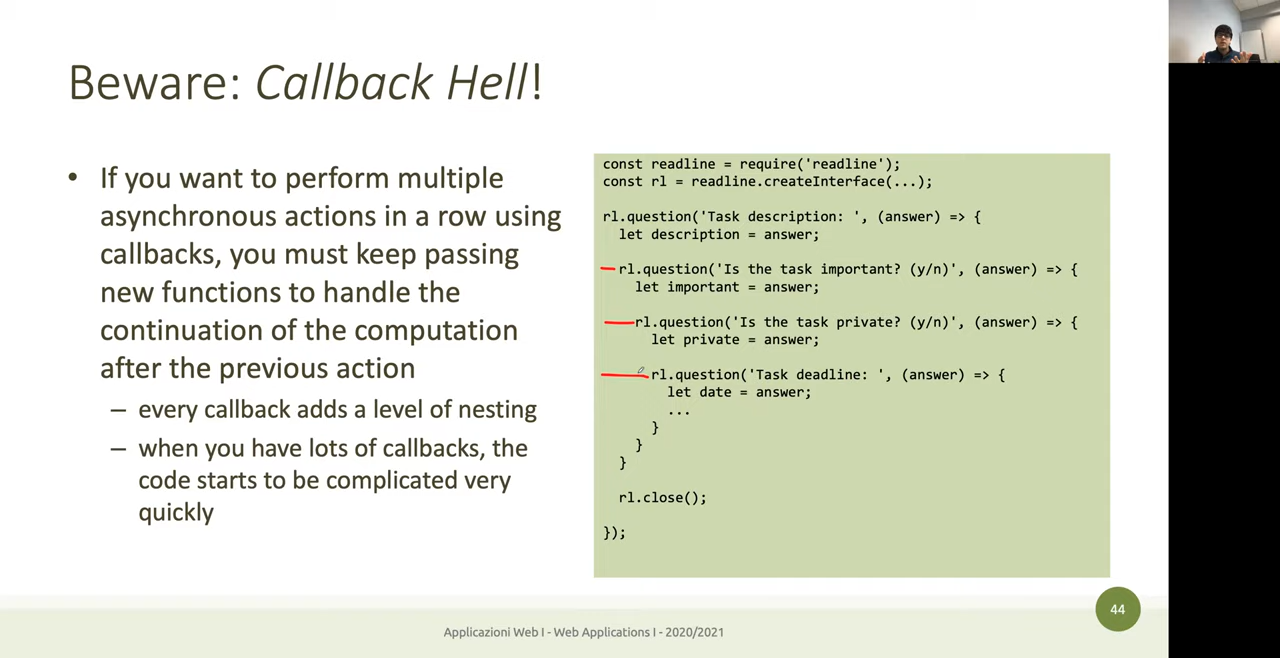 Beware: Callback Hell!
• If you want to perform multiple
asynchronous actions in a row using
callbacks, you must keep passing
new functions to handle the
continuation of the computation
after the previous action
– every callback adds a level of nesting
– when you have lots of callbacks, the
code starts to be complicated very
quickly
const readline = require('readline');
const rl = readline.createInterface(...);
rl.question('Task description: ', (answer) => {
let description = answer;
rl.question('Is the task important? (y/n)', (answer) => {
let important = answer;
rl.question('Is the task private? (y/n)', (answer) => {
let private = answer;
rl.question('Task deadline: ', (answer) => {
let date = answer;
...
}
}
}
rl.close();
});
44
Applicazioni Web I - Web Applications I - 2020/2021